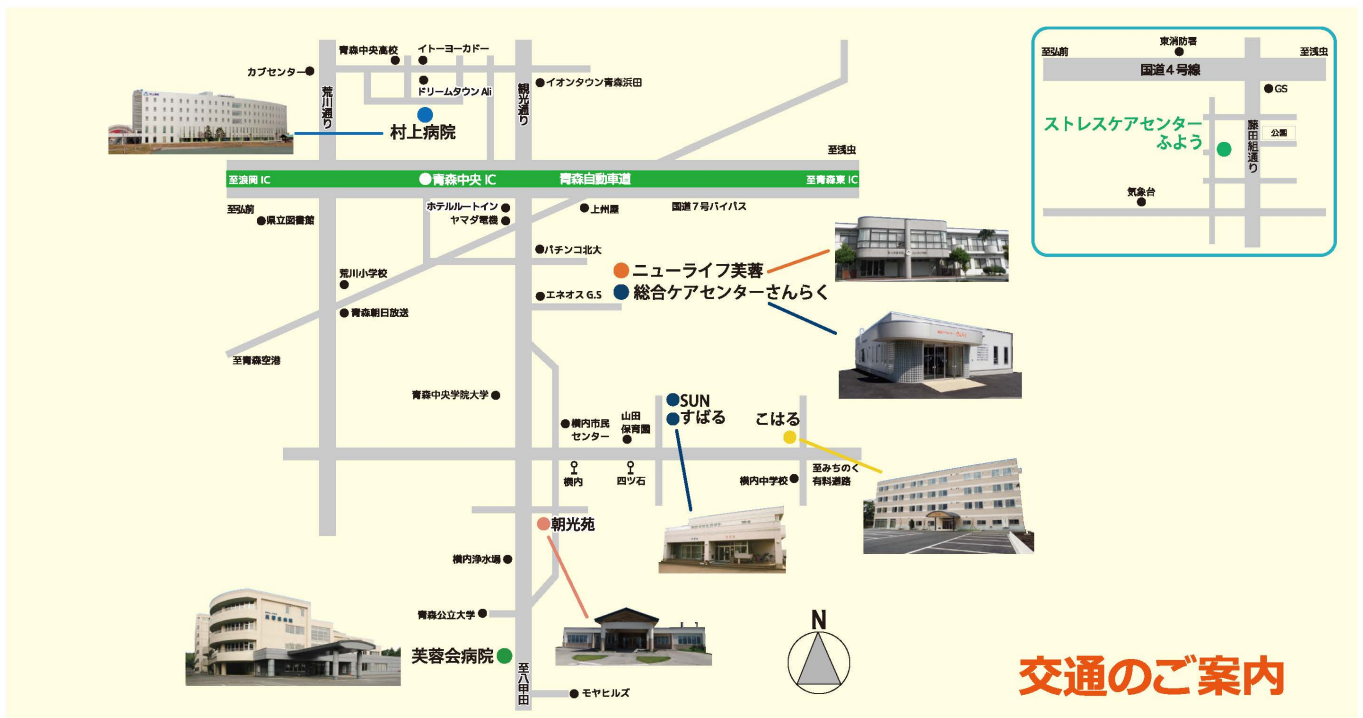 青森中央高校
イトーヨーカドー
カブセンター
ドリームタウンAli
イオンタウン青森浜田
荒川通り
観光通り
村上病院
至浅虫
至浪岡IC
青森中央IC
青森自動車道
至青森東IC
至弘前
県立図書館
ホテルルートイン
ヤマダ電機
上州屋
国道7号バイパス
パチンコ北大
荒川小学校
ニューライフ芙蓉
総合ケアセンターさんらく
エネオスG.S
青森朝日放送
至青森空港
青森中央学院大学
横内市民
センター
山田
保育園
SUN
すばる
こはる
横内
四ツ石
横内中学校
至みちのく
有料道路
朝光苑
横内浄水場
青森公立大学
芙蓉会病院
至八甲田
モヤヒルズ
N
交通のご案内
東消防署
至弘前
至浅虫
国道4号線
GS
ストレスケアセンター
ふよう
藤田組通り
公園
気象台